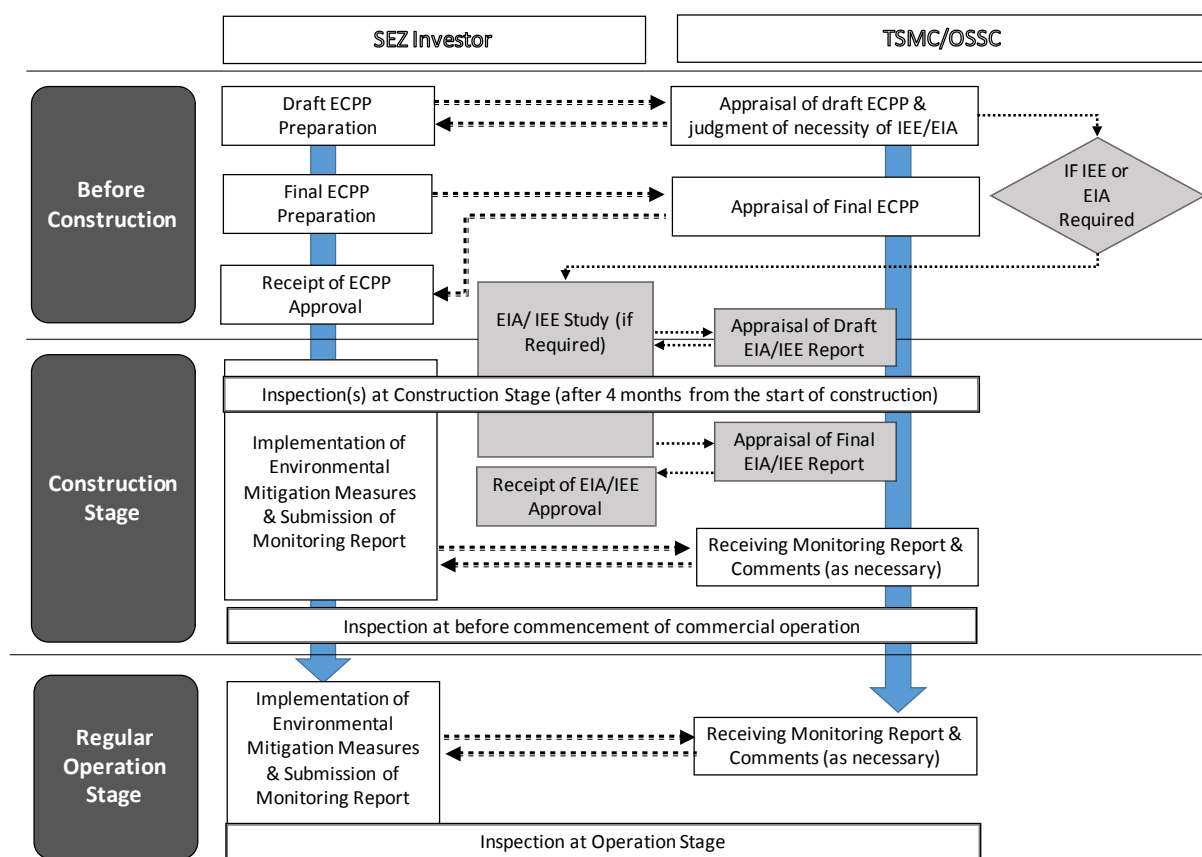 SEZ Investor
TSMC/OSSC
Before
Construction
Draft ECPP
Preparation
Appraisal of draft ECPP &
judgment of necessity of IEE/EIA
IF IEE or
EIA
Required
Final ECPP
Preparation
Appraisal of Final ECPP
Receipt of ECPP
Approval
EIA/ IEE Study (if
Required)
Appraisal of Draft
EIA/IEE Report
Construction
Stage
Inspection(s) at Construction Stage (after 4 months from the start of construction)
Implementation of
Environmental
Mitigation Measures
& Submission of
Monitoring Report
Appraisal of Final
EIA/IEE Report
Receipt of EIA/IEE
Approval
Receiving Monitoring Report &
Comments (as necessary)
Inspection at before commencement of commercial operation
Regular
Operation
Stage
Implementation of
Environmental
Mitigation Measures
& Submission of
Monitoring Report
Receiving Monitoring Report &
Comments (as necessary)
Inspection at Operation Stage